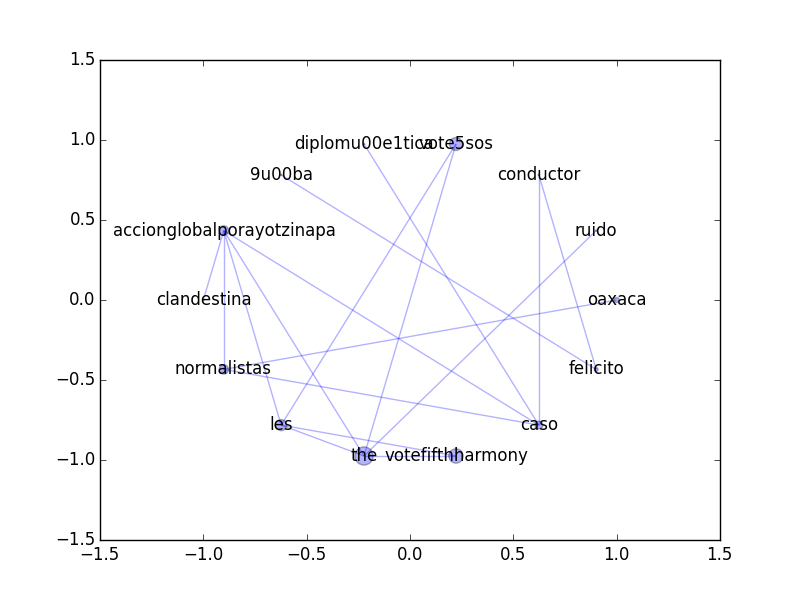 1.5
diplomu00e1tica vote5sos
1.0
9u00ba conductor
0.5
accionglobalporayotzinapa ruido
0.0
clandestina oaxaca
normalistas felicito
−0.5
les caso
the votefifthharmony
−1.0
−1.5
−1.5 −1.0 −0.5 0.0 0.5 1.0 1.5